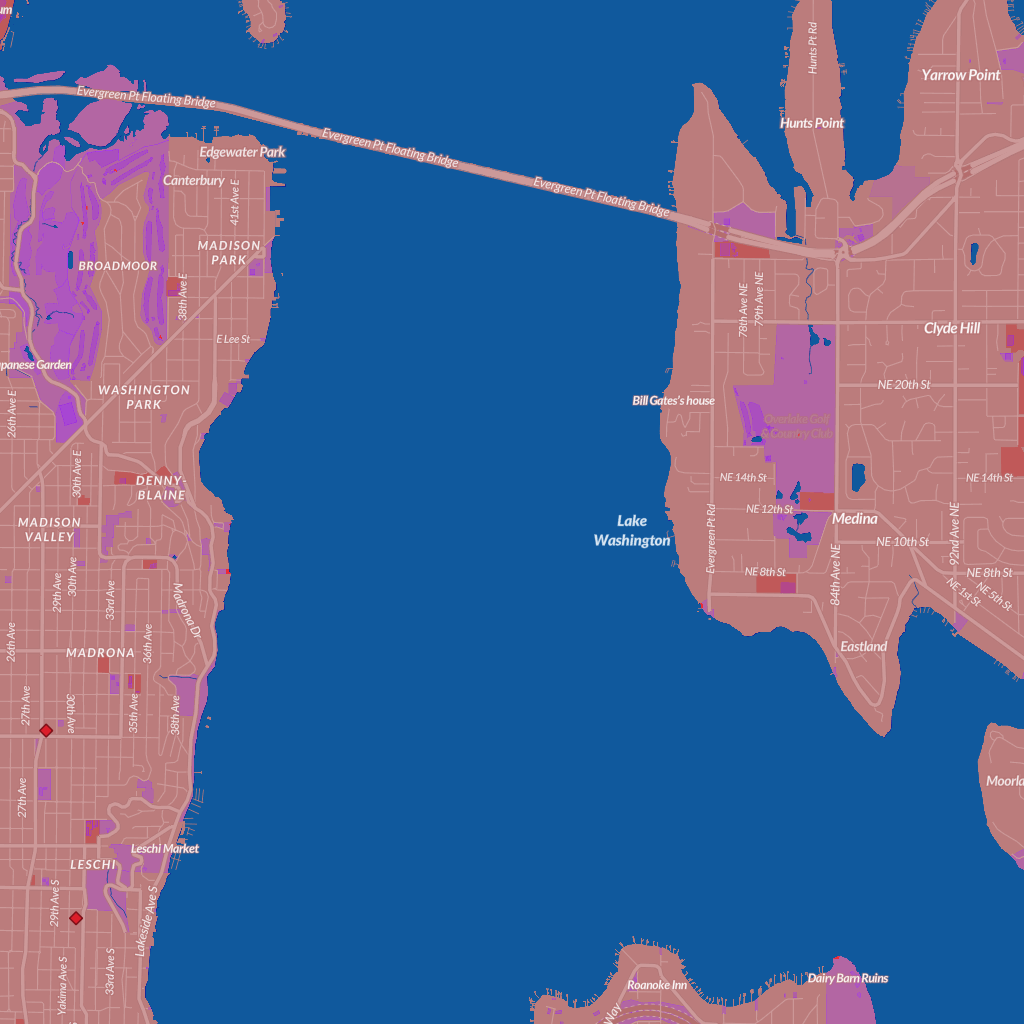 um
Evergreen Pt Floating Bridge
Evergreen Pt Floating Bridge
Evergreen Pt Floating Bridge
Hunts Pt Rd
Yarrow Point
Hunts Point
Edgewater Park
Canterbury
41st Ave E
MADISON
PARK
BROADMOOR
38th Ave E
78th Ave NE
79th Ave NE
E Lee St
Clyde Hill
apanese Garden
WASHINGTON
PARK
26th Ave E
Bill Gates's house
NE 20th St
Overlake Golf
& Country Club
30th Ave E
DENNY-
BLAINE
NE 14th St
NE 14th St
MADISON
VALLEY
Lake
Washington
NE 12th St
Medina
Evergreen Pt Rd
92nd Ave NE
NE 10th St
84th Ave NE
NE 8th St
NE 8th St
NE 1st St
NE 5th St
29th Ave
30th Ave
33rd Ave
Madrona Dr
26th Ave
36th Ave
MADRONA
Eastland
27th Ave
30th Ave
35th Ave
38th Ave
27th Ave
Moorla
Leschi Market
LESCHI
29th Ave S
Lakeside Ave S
Yakima Ave S
33rd Ave S
Dairy Barn Ruins
Roanoke Inn
Way
S